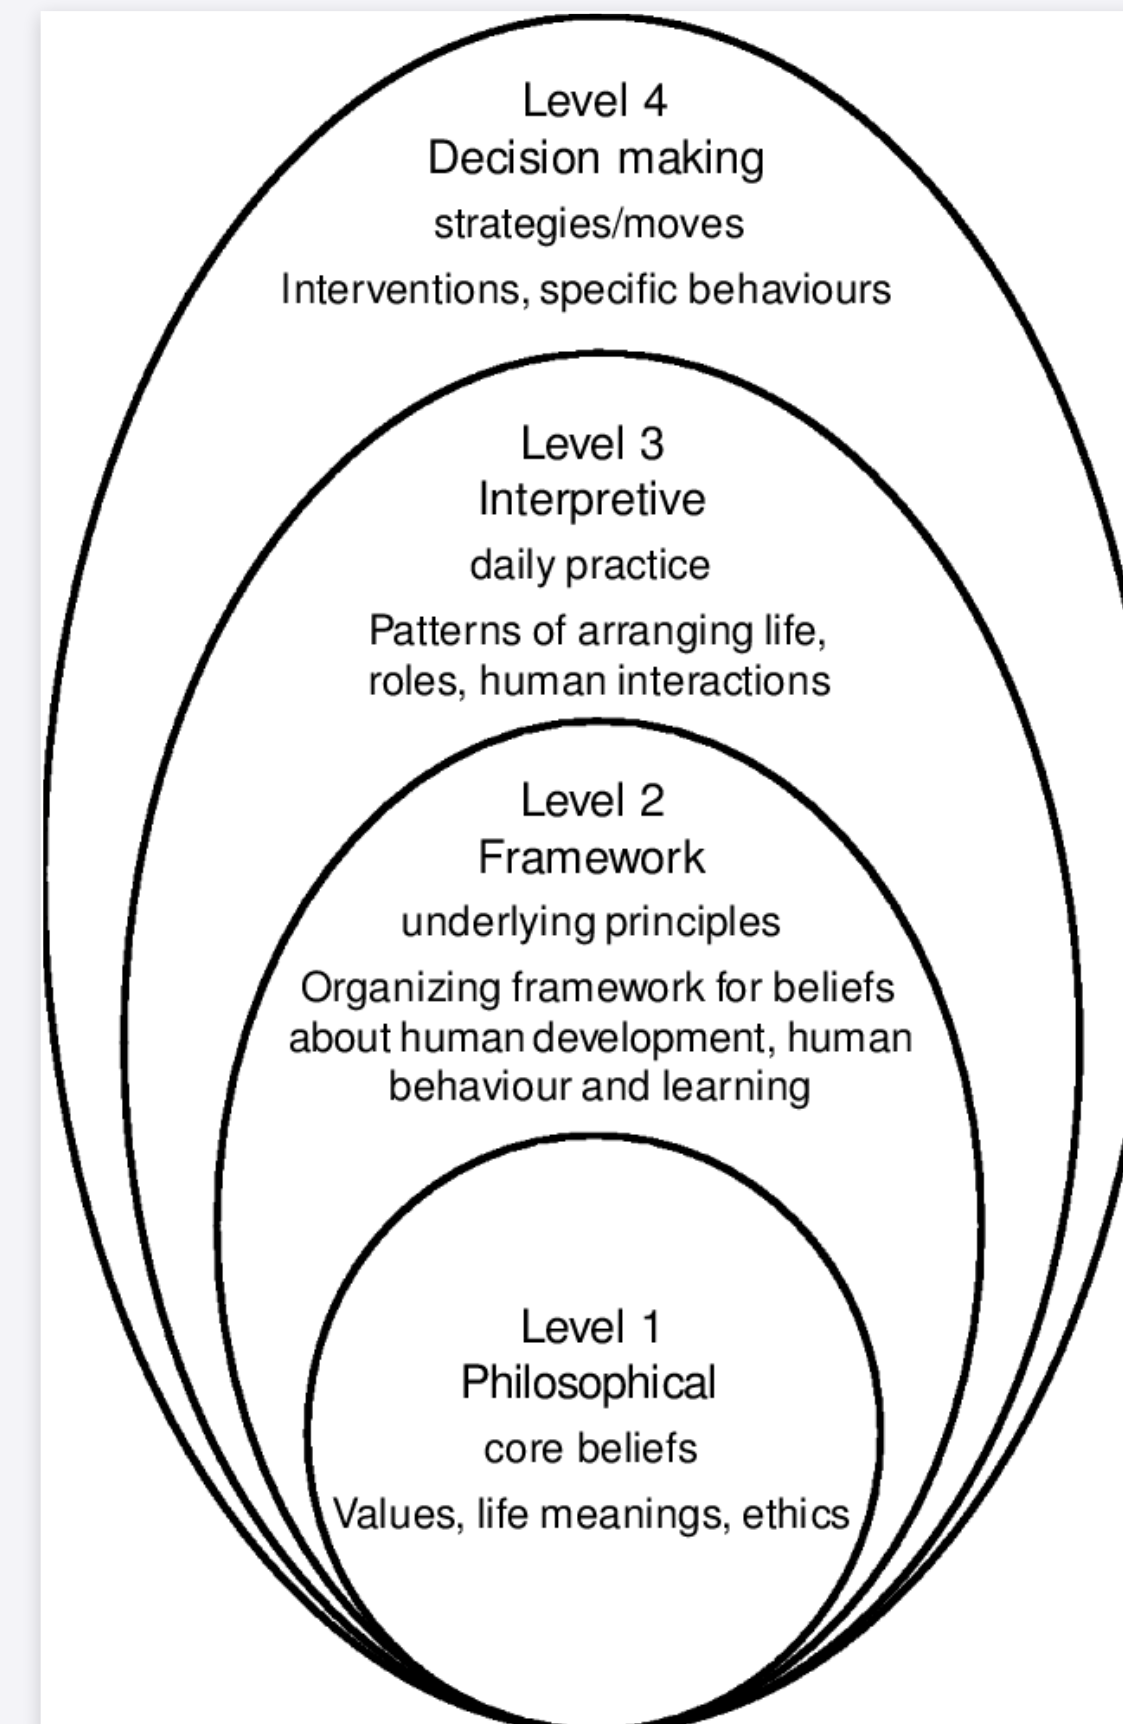 Level 4
Decision making
strategies/moves
Interventions, specific behaviours
Level 3
Interpretive
daily practice
Patterns of arranging life,
roles, human interactions
Level 2
Framework
underlying principles
Organizing framework for beliefs
about human development, human
behaviour and learning
Level 1
Philosophical
core beliefs
Values, life meanings, ethics